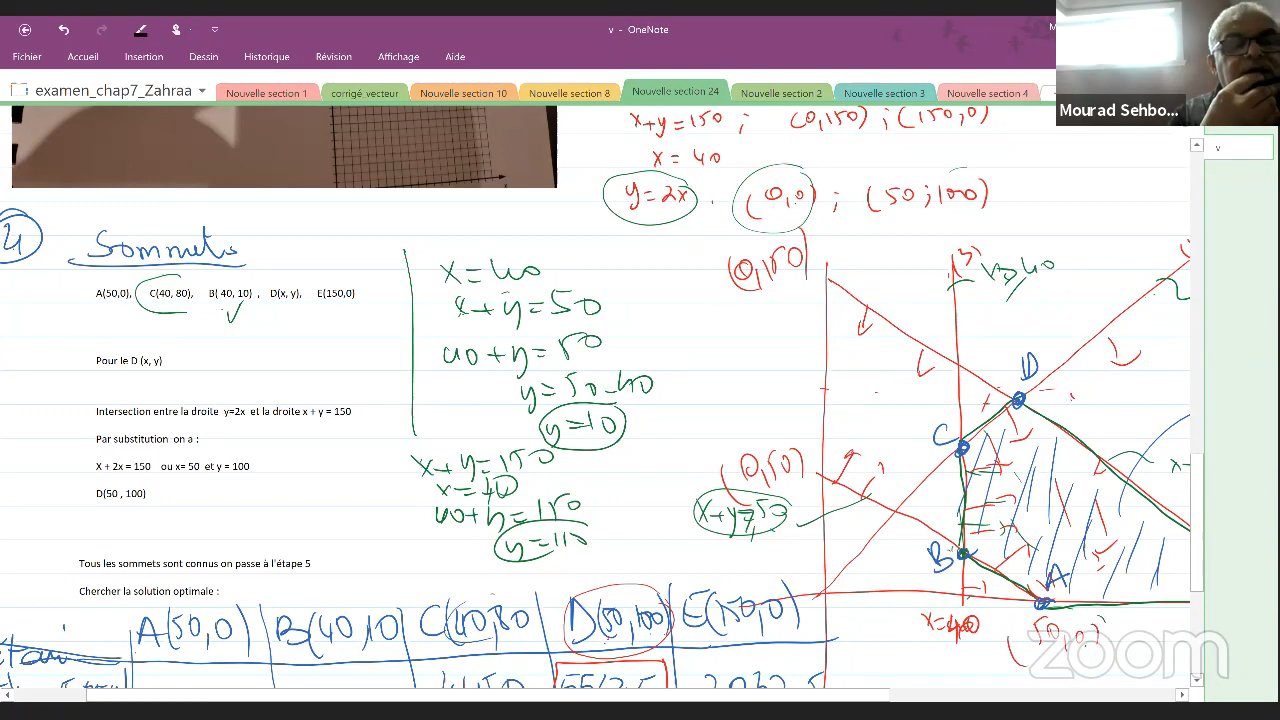 v - OneNote
Fichier Accueil Insertion Dessin Historique Révision Affichage Aide
examen_chap7_Zahraa
Nouvelle section 1 corrigé_vecteur Nouvelle section 10 Nouvelle section 8 Nouvelle section 24 Nouvelle section 2 Nouvelle section 3 Nouvelle section 4
Mourad Sehbo...
v
x+y=150 ; (0,150) ; (150,0)
x = 40
y=2x (0,0) ; (50;100)
4
Sommets
A(50,0), C(40, 80), B( 40, 10) , D(x, y), E(150,0)
Pour le D (x, y)
Intersection entre la droite y=2x et la droite x + y = 150
Par substitution on a :
X + 2x = 150 ou x= 50 et y = 100
D(50 , 100)
Tous les sommets sont connus on passe à l'étape 5
Chercher la solution optimale :
x=40
x+y=50
40+y=50
y=50-40
y=10
x+y=150
x=40
40+y=150
y=110
(0,150)
D
C
(0,50)
B
A
x=40
(50,0)
A(50,0) B(40,10) C(40,80) D(50,100) E(150,0)
zoom